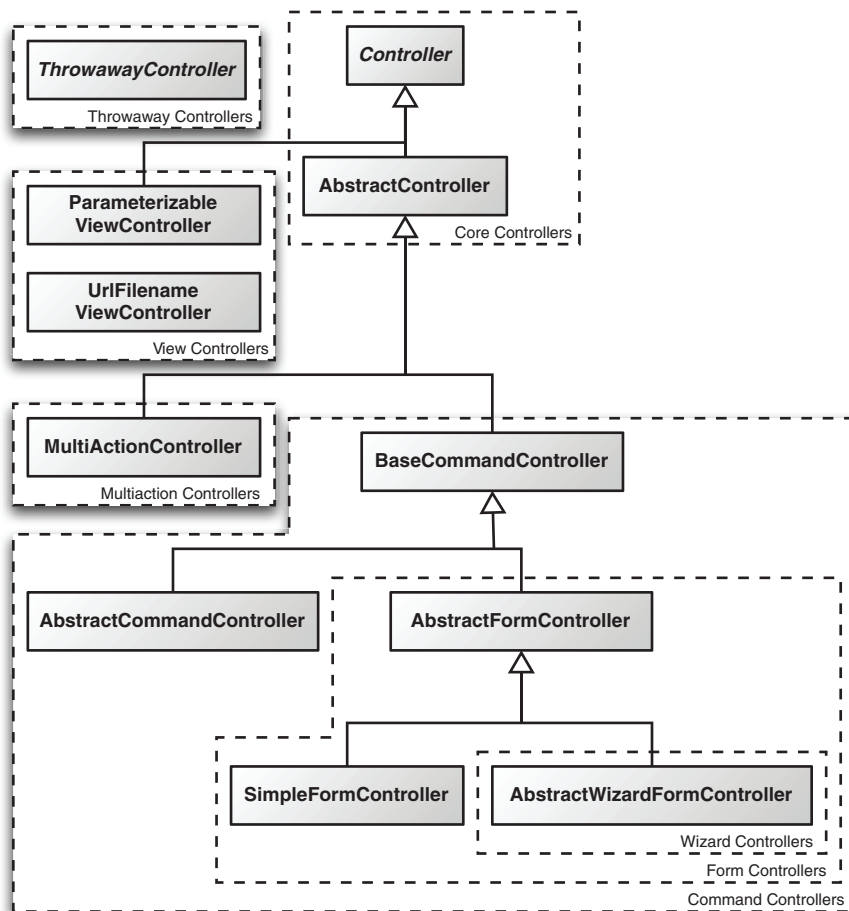 ThrowawayController
Throwaway Controllers
Controller
AbstractController
Core Controllers
Parameterizable
ViewController
UrlFilename
ViewController
View Controllers
MultiActionController
Multiaction Controllers
BaseCommandController
AbstractCommandController
AbstractFormController
SimpleFormController
AbstractWizardFormController
Wizard Controllers
Form Controllers
Command Controllers